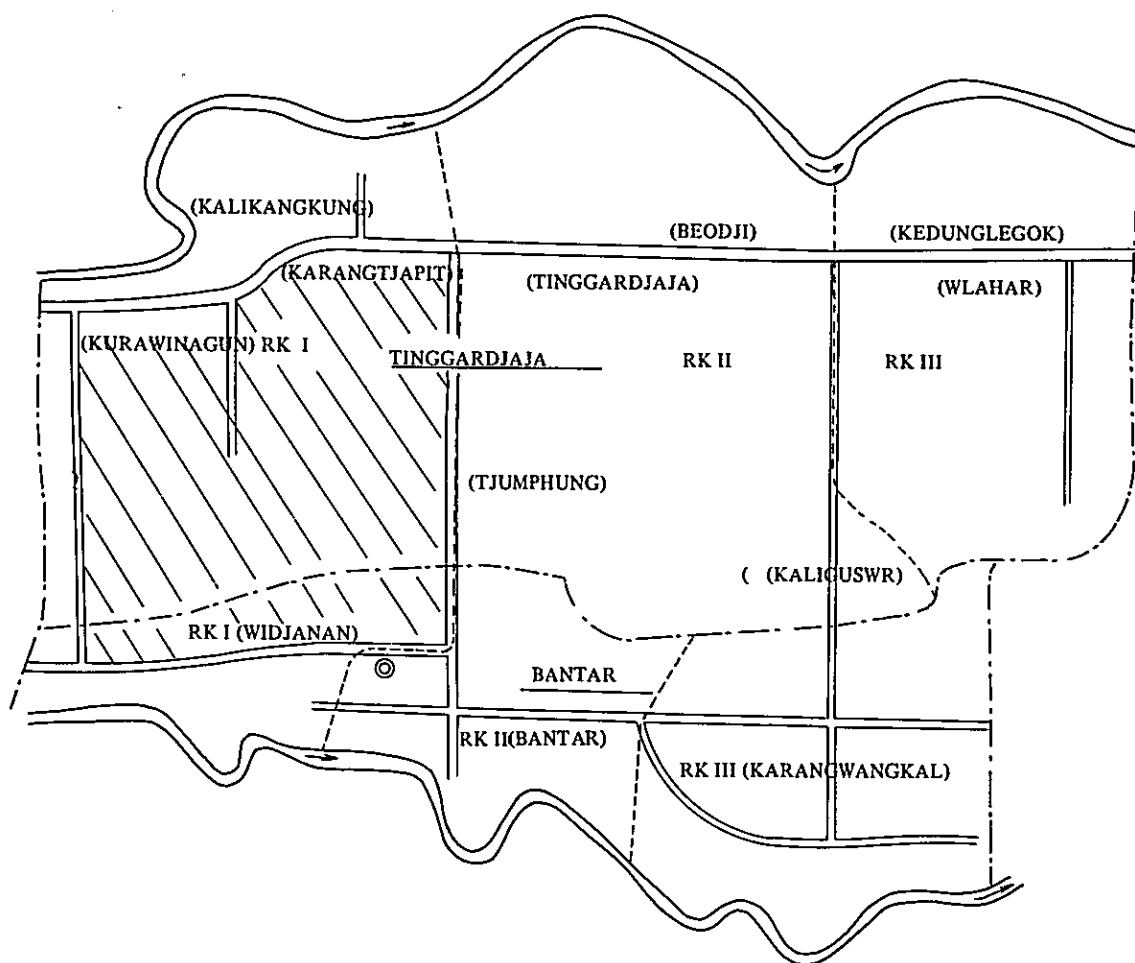 (KALIKANGKUNG)
(BEODJI)
(KEDUNGLEGOK)
(KARANGTJAPIT)
(TINGGARDJAJA)
(WLAHAR)
(KURAWINAGUN) RK I
TINGGARDJAJA
RK II
RK III
(TJUMPHUNG)
( (KALIGUSWR)
RK I (WIDJANAN)
BANTAR
RK II(BANTAR)
RK III (KARANGWANGKAL)